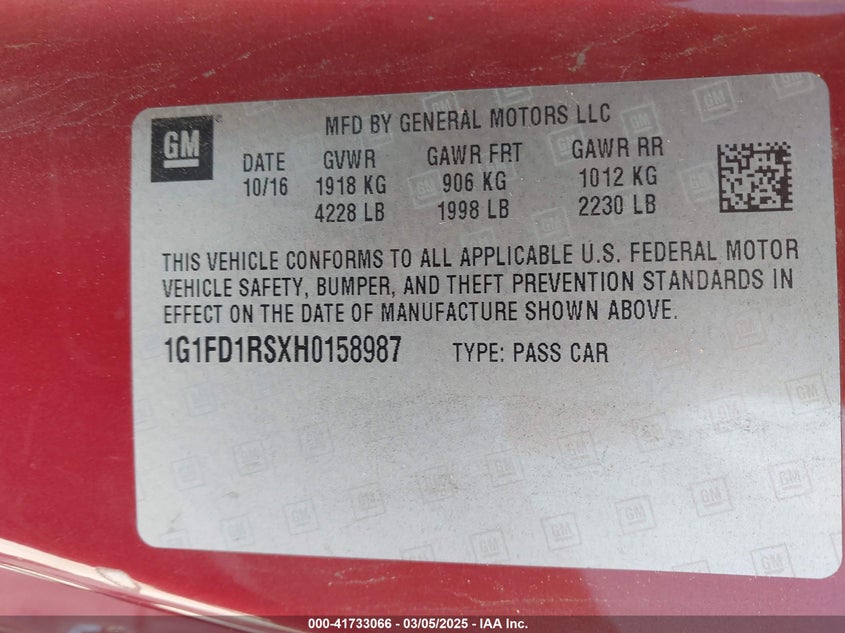 GM
MFD BY GENERAL MOTORS LLC
DATE GVWR GAWR FRT GAWR RR
10/16 1918 KG 906 KG 1012 KG
4228 LB 1998 LB 2230 LB
THIS VEHICLE CONFORMS TO ALL APPLICABLE U.S. FEDERAL MOTOR
VEHICLE SAFETY, BUMPER, AND THEFT PREVENTION STANDARDS IN
EFFECT ON THE DATE OF MANUFACTURE SHOWN ABOVE.
1G1FD1RSXH0158987 TYPE: PASS CAR
000-41733066 - 03/05/2025 - IAA Inc.